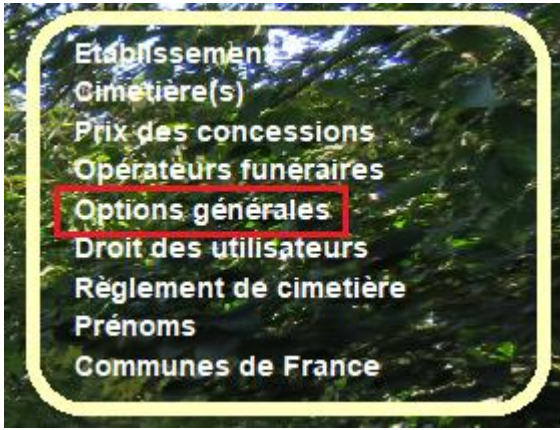 Etablissement
Cimetière(s)
Prix des concessions
Opérateurs funéraires
Options générales
Droit des utilisateurs
Règlement de cimetière
Prénoms
Communes de France